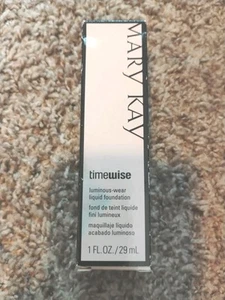 MARY KAY
timewise
luminous-wear
liquid foundation
fond de teint liquide
fini lumineux
maquillaje líquido
acabado luminoso
1 FL. OZ. / 29 mL